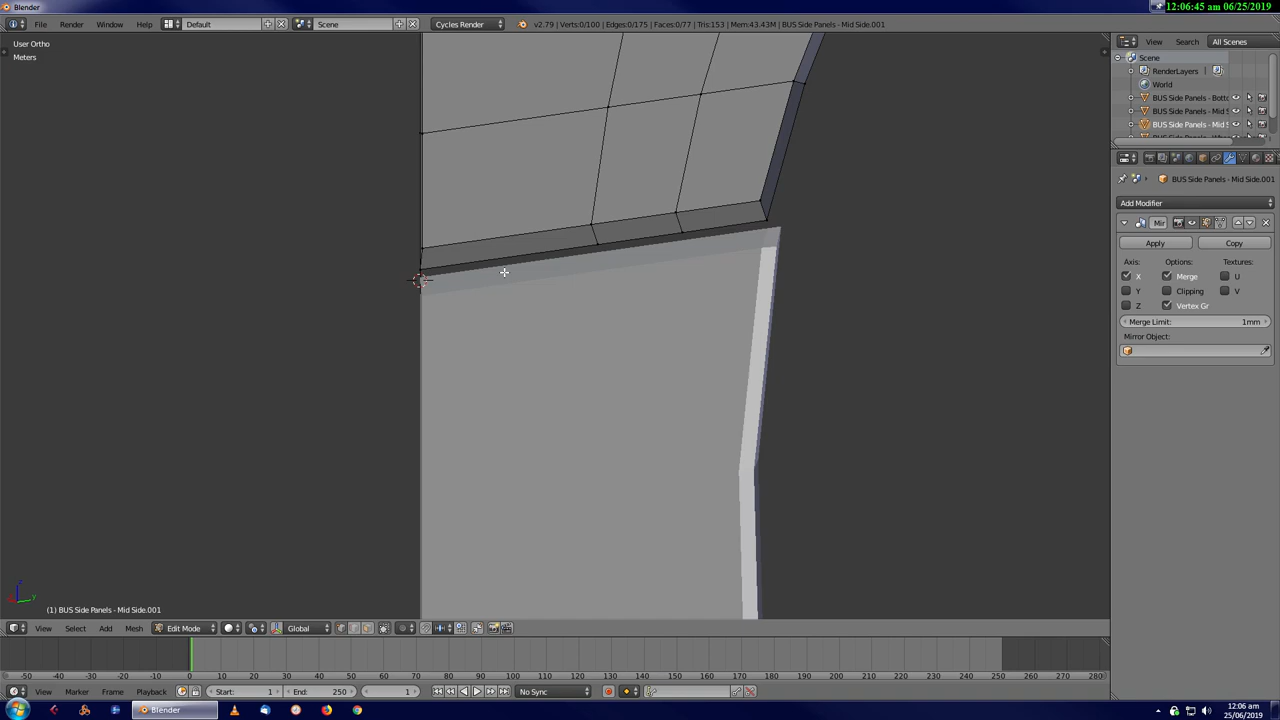 Blender
12:06:45 am 06/25/2019
File Render Window Help Default Scene Cycles Render v2.79 | Verts:0/100 | Edges:0/175 | Faces:0/77 | Tris:153 | Mem:43.43M | BUS Side Panels - Mid Side.001
User Ortho
Meters
View Search All Scenes
Scene
RenderLayers
World
BUS Side Panels - Botto
BUS Side Panels - Mid S
BUS Side Panels - Mid S
BUS Side Panels - Mid Side.001
Add Modifier
Mir
Apply Copy
Axis: Options: Textures:
X Merge U
Y Clipping V
Z Vertex Gr
Merge Limit: 1mm
Mirror Object:
z
y
(1) BUS Side Panels - Mid Side.001
View Select Add Mesh Edit Mode Global
-50 -40 -30 -20 -10 0 10 20 30 40 50 60 70 80 90 100 110 120 130 140 150 160 170 180 190 200 210 220 230 240 250 260 270 280
View Marker Frame Playback Start: 1 End: 250 1 No Sync
Blender
12:06 am
25/06/2019